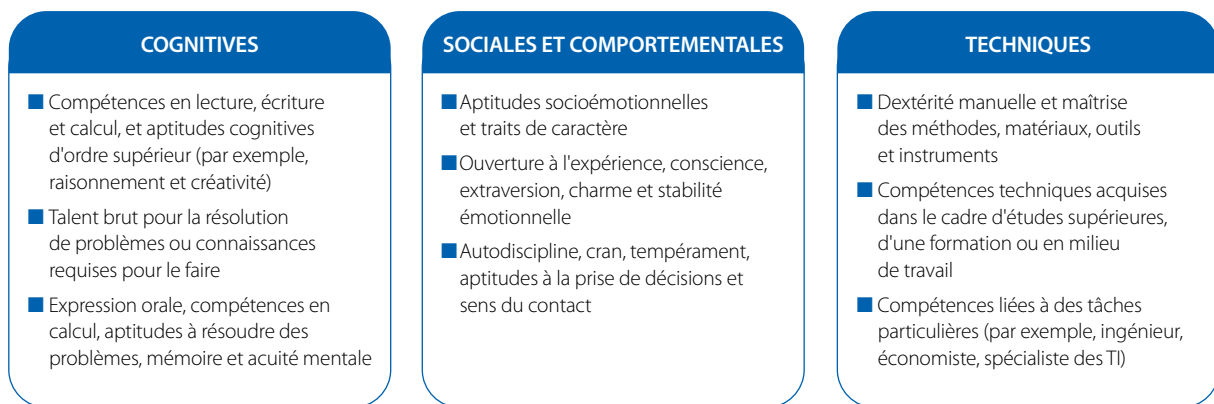 COGNITIVES
■ Compétences en lecture, écriture
et calcul, et aptitudes cognitives
d'ordre supérieur (par exemple,
raisonnement et créativité)
■ Talent brut pour la résolution
de problèmes ou connaissances
requises pour le faire
■ Expression orale, compétences en
calcul, aptitudes à résoudre des
problèmes, mémoire et acuité mentale
SOCIALES ET COMPORTEMENTALES
■ Aptitudes socioémotionnelles
et traits de caractère
■ Ouverture à l'expérience, conscience,
extraversion, charme et stabilité
émotionnelle
■ Autodiscipline, cran, tempérament,
aptitudes à la prise de décisions et
sens du contact
TECHNIQUES
■ Dextérité manuelle et maîtrise
des méthodes, matériaux, outils
et instruments
■ Compétences techniques acquises
dans le cadre d'études supérieures,
d'une formation ou en milieu
de travail
■ Compétences liées à des tâches
particulières (par exemple, ingénieur,
économiste, spécialiste des TI)